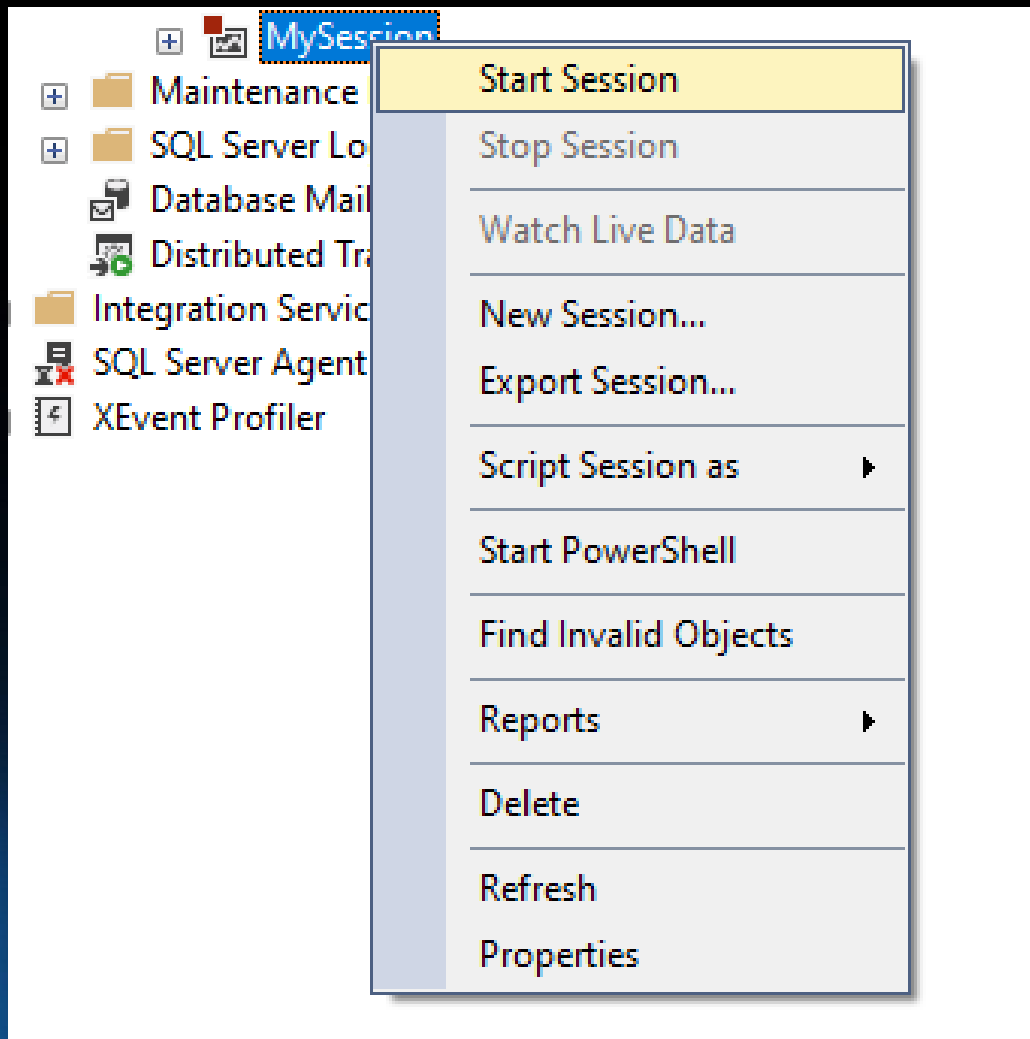 MySession
Maintenance
SQL Server Lo
Database Mail
Distributed Tra
Integration Servic
SQL Server Agent
XEvent Profiler
Start Session
Stop Session
Watch Live Data
New Session...
Export Session...
Script Session as
Start PowerShell
Find Invalid Objects
Reports
Delete
Refresh
Properties